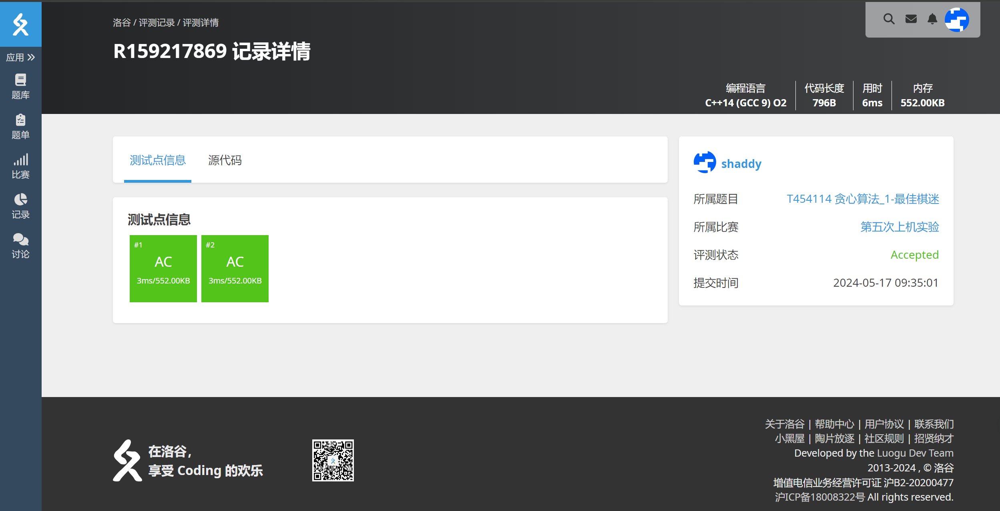 洛谷 / 评测记录 / 评测详情
R159217869 记录详情
编程语言
C++14 (GCC 9) O2
代码长度
796B
用时
6ms
内存
552.00KB
应用
题库
题单
比赛
记录
讨论
测试点信息
源代码
测试点信息
#1
AC
3ms/552.00KB
#2
AC
3ms/552.00KB
shaddy
所属题目 T454114 贪心算法_1-最佳棋迷
所属比赛 第五次上机实验
评测状态 Accepted
提交时间 2024-05-17 09:35:01
在洛谷,
享受 Coding 的欢乐
关于洛谷 | 帮助中心 | 用户协议 | 联系我们
小黑屋 | 陶片放逐 | 社区规则 | 招贤纳才
Developed by the Luogu Dev Team
2013-2024 , © 洛谷
增值电信业务经营许可证 沪B2-20200477
沪ICP备18008322号 All rights reserved.